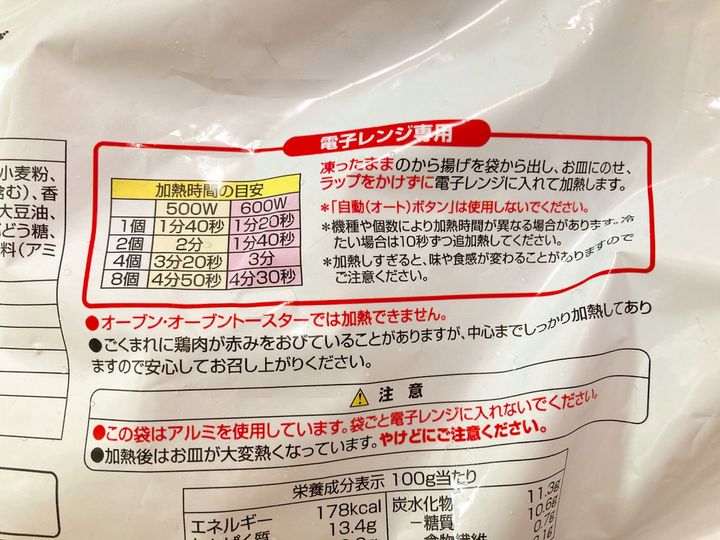 小麦粉、
含む)、香
大豆油、
どう糖、
料(アミ
電子レンジ専用
加熱時間の目安
500W 600W
1個 1分40秒 1分20秒
2個 2分 1分40秒
4個 3分20秒 3分
8個 4分50秒 4分30秒
凍ったままのから揚げを袋から出し、お皿にのせ、
ラップをかけずに電子レンジに入れて加熱します。
*「自動(オート)ボタン」は使用しないでください。
*機種や個数により加熱時間が異なる場合があります。冷
たい場合は10秒ずつ追加熱してください。
*加熱しすぎると、味や食感が変わることがありますので
ご注意ください。
●オーブン・オーブントースターでは加熱できません。
●ごくまれに鶏肉が赤みをおびていることがありますが、中心までしっかり加熱してあり
ますので安心してお召し上がりください。
注意
●この袋はアルミを使用しています。袋ごと電子レンジに入れないでください。
●加熱後はお皿が大変熱くなっています。やけどにご注意ください。
栄養成分表示 100g当たり
エネルギー 178kcal
13.4g
炭水化物 11.3g
-糖質 10.6g
0.7g